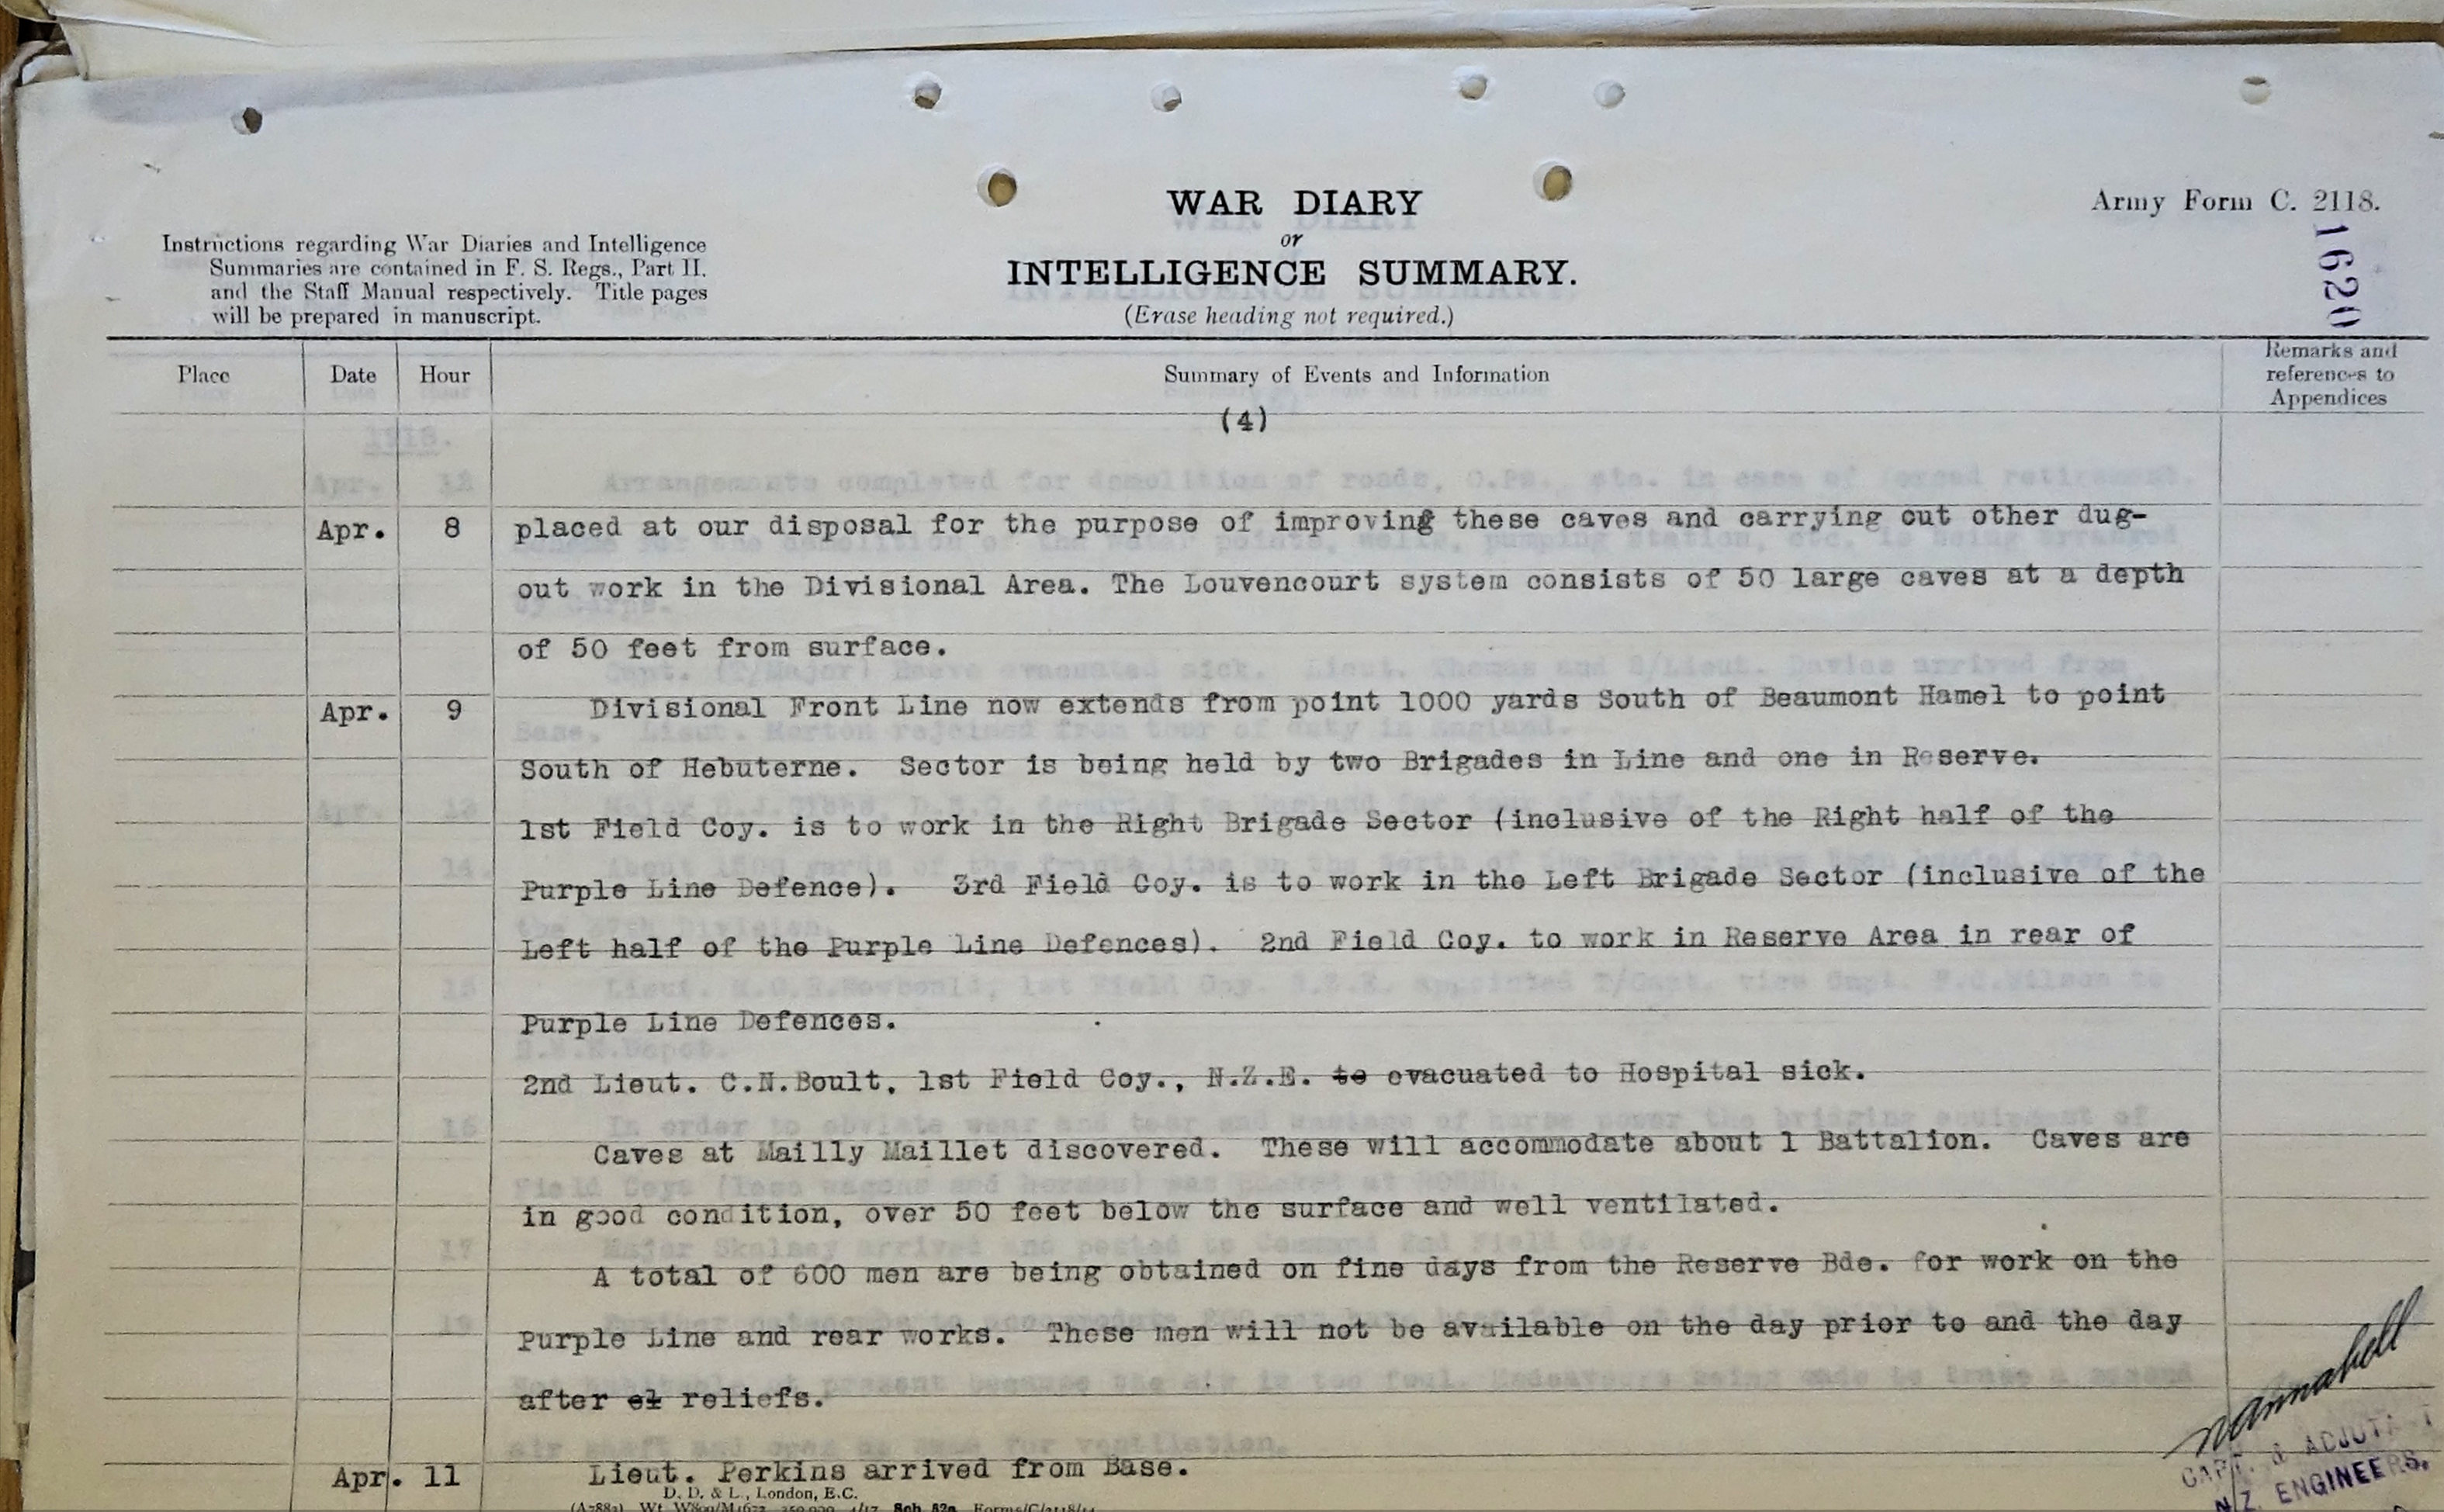 Army Form C. 2118.
1620
WAR DIARY
or
INTELLIGENCE SUMMARY.
(Erase heading not required.)
Instructions regarding War Diaries and Intelligence
Summaries are contained in F. S. Regs., Part II.
and the Staff Manual respectively. Title pages
will be prepared in manuscript.
Place Date Hour Summary of Events and Information Remarks and references to Appendices
(4)
Apr. 8 placed at our disposal for the purpose of improving these caves and carrying out other dug-
out work in the Divisional Area. The Louvencourt system consists of 50 large caves at a depth
of 50 feet from surface.
Apr. 9 Divisional Front Line now extends from point 1000 yards South of Beaumont Hamel to point
South of Hebuterne. Sector is being held by two Brigades in Line and one in Reserve.
1st Field Coy. is to work in the Right Brigade Sector (inclusive of the Right half of the
Purple Line Defence). 3rd Field Coy. is to work in the Left Brigade Sector (inclusive of the
Left half of the Purple Line Defences). 2nd Field Coy. to work in Reserve Area in rear of
Purple Line Defences.
2nd Lieut. C.N.Boult, 1st Field Coy., N.Z.E. to evacuated to Hospital sick.
Caves at Mailly Maillet discovered. These will accommodate about 1 Battalion. Caves are
in good condition, over 50 feet below the surface and well ventilated.
A total of 600 men are being obtained on fine days from the Reserve Bde. for work on the
Purple Line and rear works. These men will not be available on the day prior to and the day
after el reliefs.
Apr. 11 Lieut. Perkins arrived from Base.
CAPT. & ADJUTANT
N.Z. ENGINEERS.
D. D. & L., London, E.C.